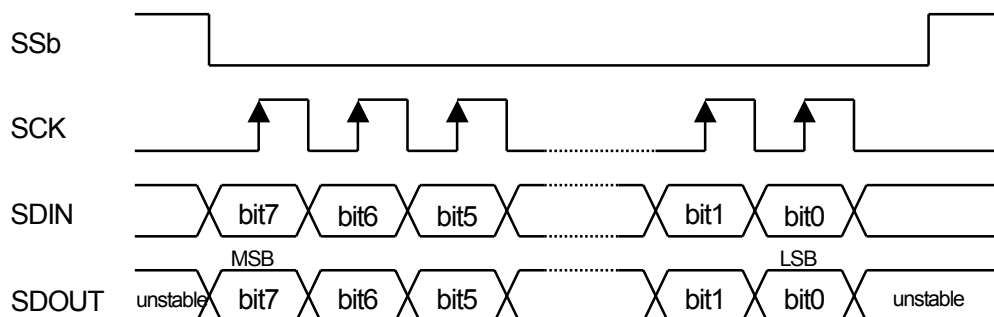 SSb
SCK
SDIN bit7 bit6 bit5 bit1 bit0
MSB LSB
SDOUT unstable bit7 bit6 bit5 bit1 bit0 unstable